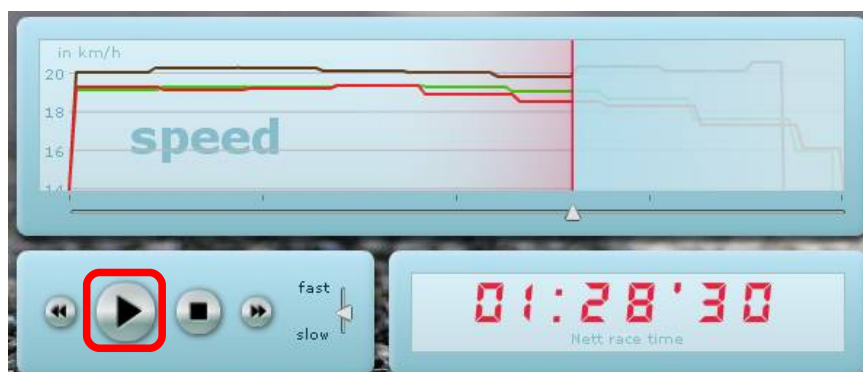 in km/h
20
18
16
14
speed
fast
slow
01:28'30
Nett race time